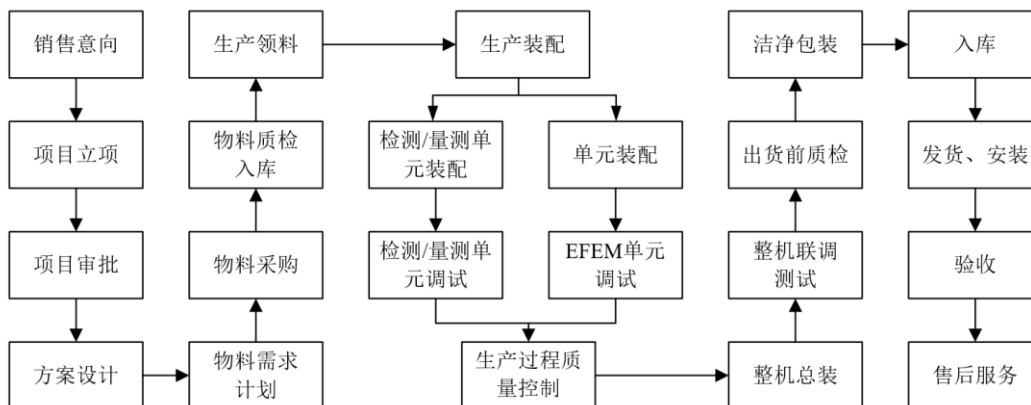 销售意向
项目立项
项目审批
方案设计
物料需求
计划
物料采购
物料质检
入库
生产领料
生产装配
检测/量测单
元装配
检测/量测单
元调试
单元装配
EFEM单元
调试
生产过程质
量控制
整机总装
整机联调
测试
出货前质检
洁净包装
入库
发货、安装
验收
售后服务